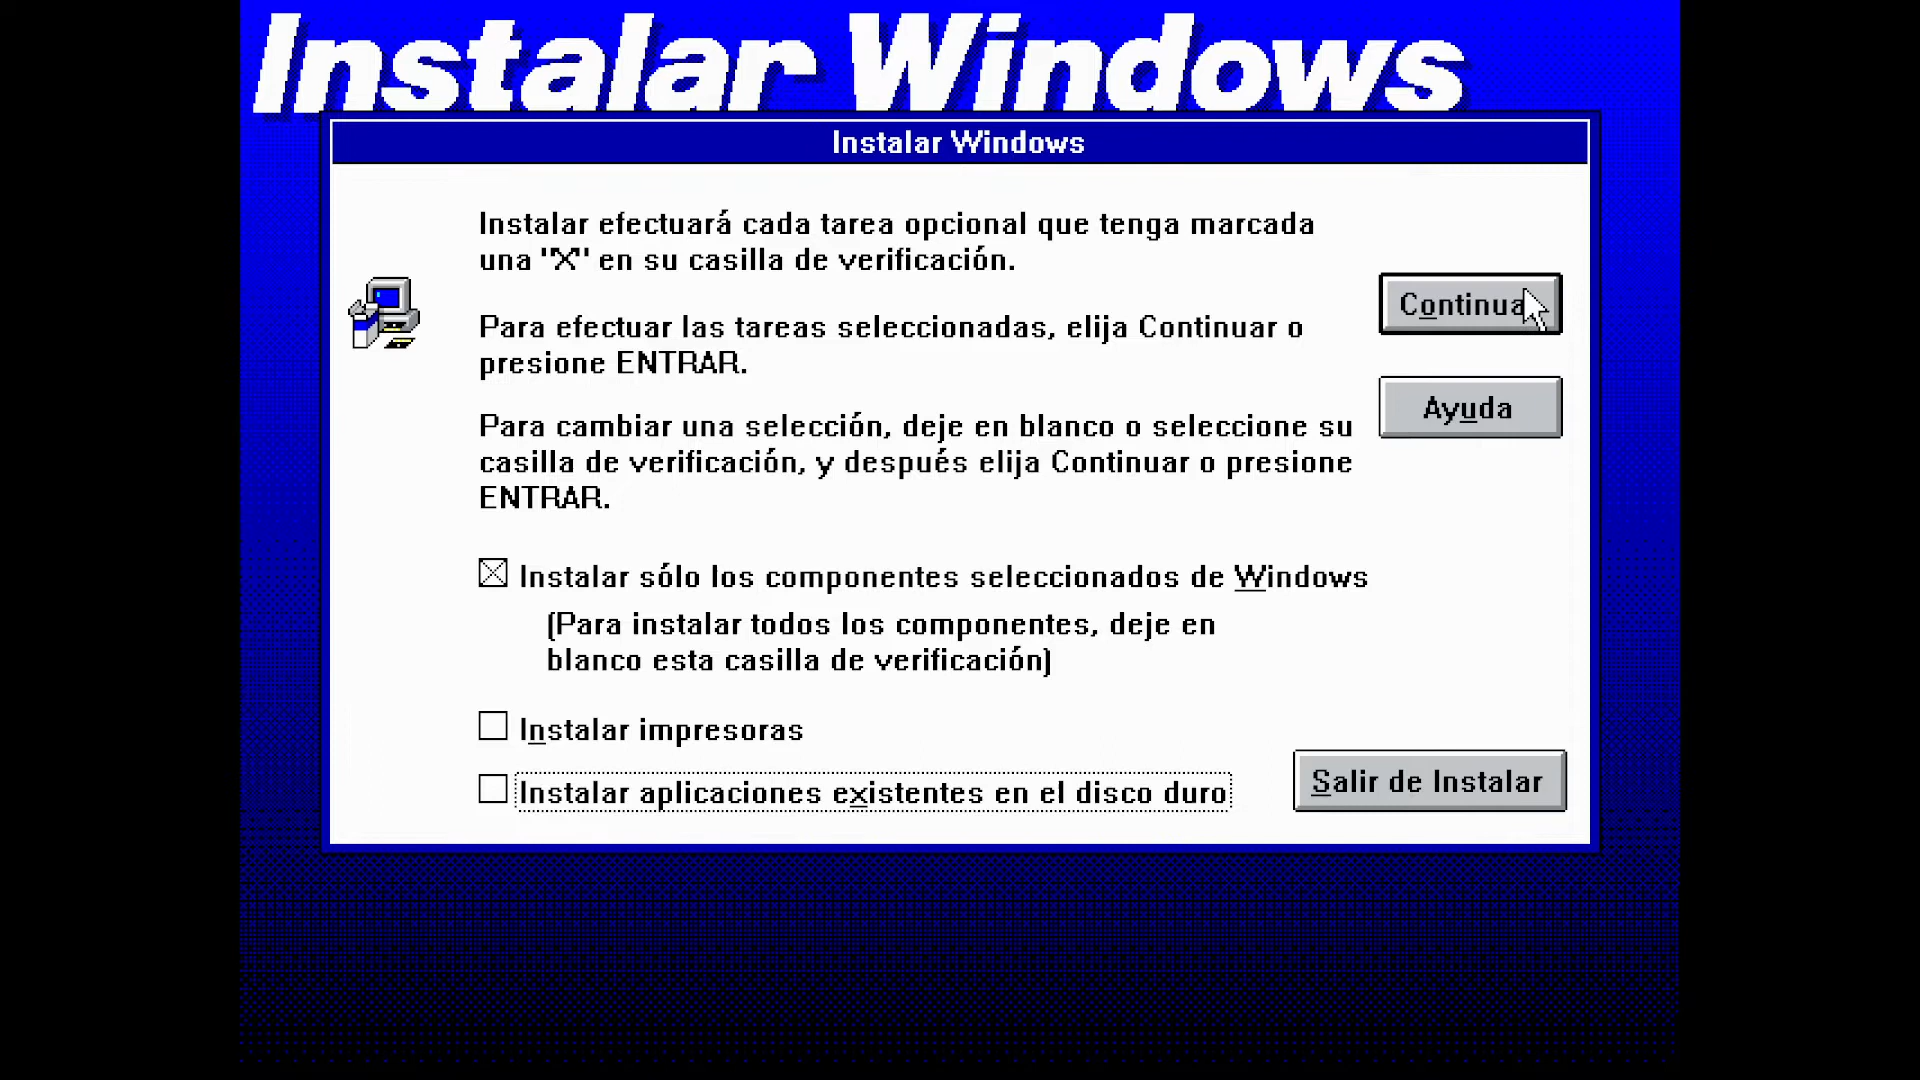 Instalar Windows
Instalar Windows
Instalar efectuará cada tarea opcional que tenga marcada
una "X" en su casilla de verificación.
Para efectuar las tareas seleccionadas, elija Continuar o
presione ENTRAR.
Para cambiar una selección, deje en blanco o seleccione su
casilla de verificación, y después elija Continuar o presione
ENTRAR.
Instalar sólo los componentes seleccionados de Windows
(Para instalar todos los componentes, deje en
blanco esta casilla de verificación)
Instalar impresoras
Instalar aplicaciones existentes en el disco duro
Continuar
Ayuda
Salir de Instalar